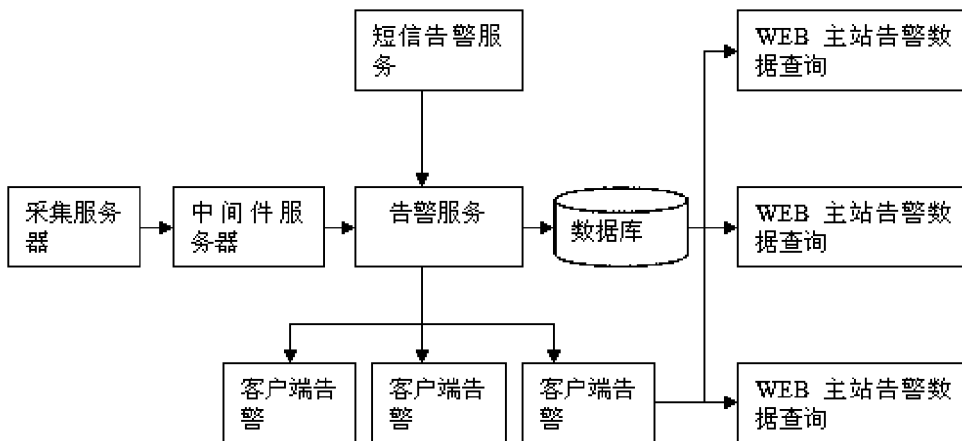 短信告警服
务
WEB 主站告警数
据查询
采集服务
器
中间件服
务器
告警服务
数据库
WEB 主站告警数
据查询
客户端告
警
客户端告
警
客户端告
警
WEB 主站告警数
据查询